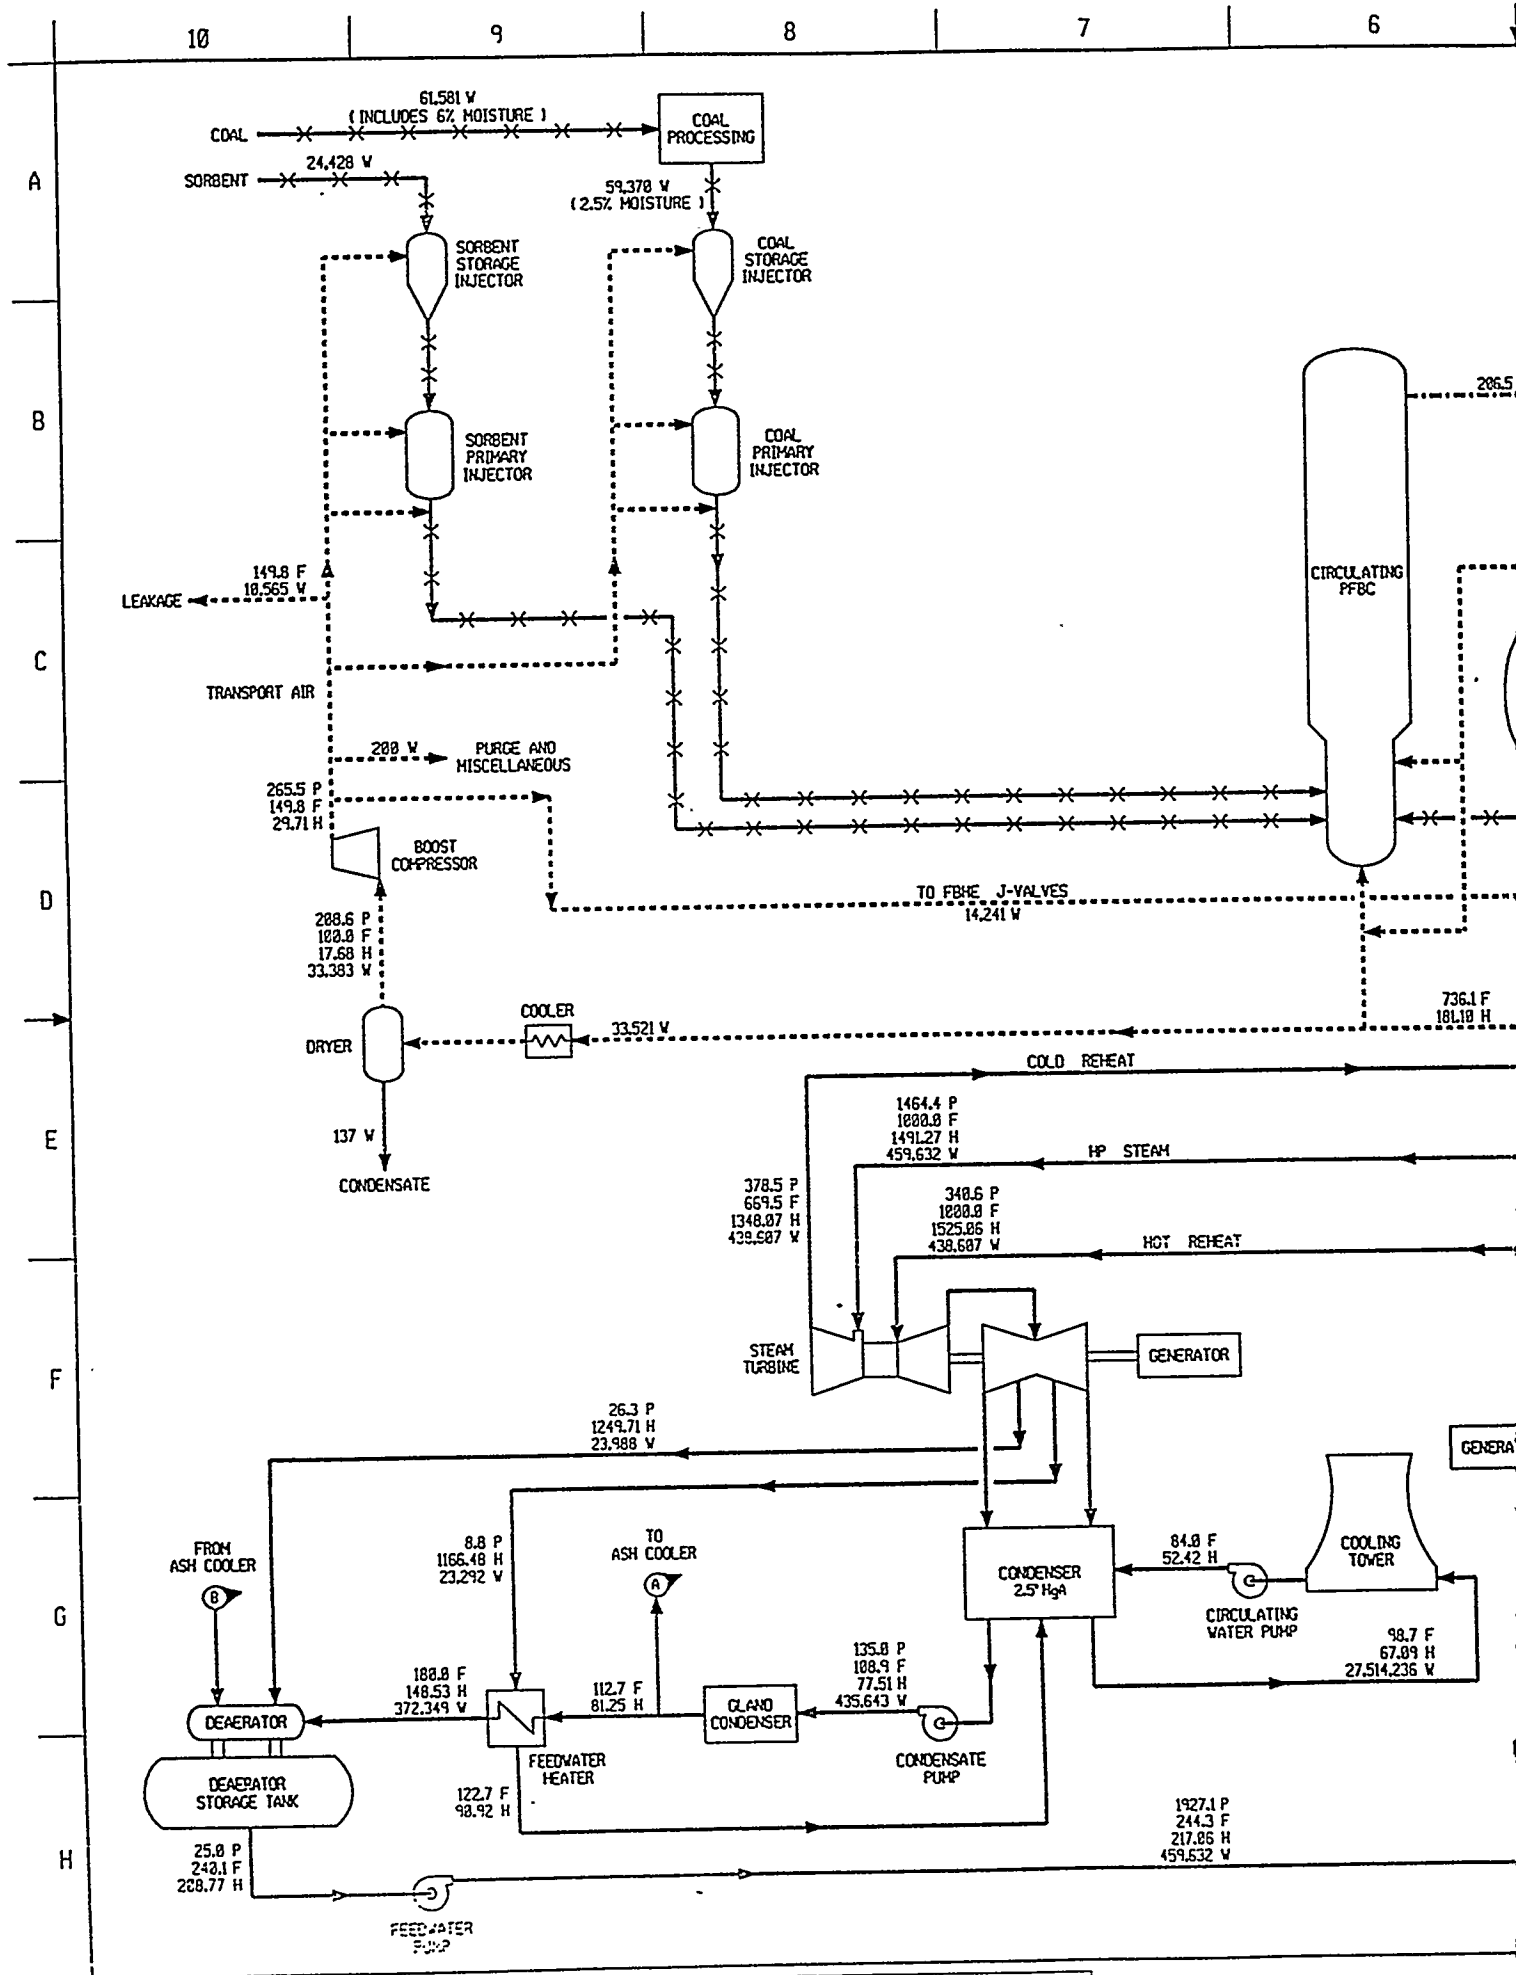 10
9
8
7
6
A
B
C
D
E
F
G
H
61,581 W
( INCLUDES 6% MOISTURE )
COAL
COAL
PROCESSING
24,428 W
SORBENT
59,370 W
( 2.5% MOISTURE )
SORBENT
STORAGE
INJECTOR
COAL
STORAGE
INJECTOR
SORBENT
PRIMARY
INJECTOR
COAL
PRIMARY
INJECTOR
206.5
CIRCULATING
PFBC
149.8 F
10,565 W
LEAKAGE
TRANSPORT AIR
200 W
PURGE AND
MISCELLANEOUS
265.5 P
149.8 F
29.71 H
BOOST
COMPRESSOR
TO FBHE J-VALVES
14,241 W
208.6 P
100.0 F
17.68 H
33,383 W
COOLER
33,521 W
736.1 F
181.10 H
DRYER
137 W
CONDENSATE
COLD REHEAT
1464.4 P
1000.0 F
1491.27 H
459,632 W
HP STEAM
378.5 P
669.5 F
1348.07 H
438,607 W
340.6 P
1000.0 F
1525.06 H
438,607 W
HOT REHEAT
STEAM
TURBINE
GENERATOR
26.3 P
1249.71 H
23,988 W
GENERA
8.8 P
1166.48 H
23,292 W
FROM
ASH COOLER
B
TO
ASH COOLER
A
CONDENSER
2.5" HgA
84.0 F
52.42 H
COOLING
TOWER
CIRCULATING
WATER PUMP
98.7 F
67.09 H
27,514,236 W
180.0 F
148.53 H
372,349 W
112.7 F
81.25 H
135.0 P
108.9 F
77.51 H
435,643 W
DEAERATOR
GLAND
CONDENSER
FEEDWATER
HEATER
CONDENSATE
PUMP
DEAERATOR
STORAGE TANK
122.7 F
90.92 H
25.0 P
240.1 F
208.77 H
1927.1 P
244.3 F
217.06 H
459,632 W
FEEDWATER
PUMP